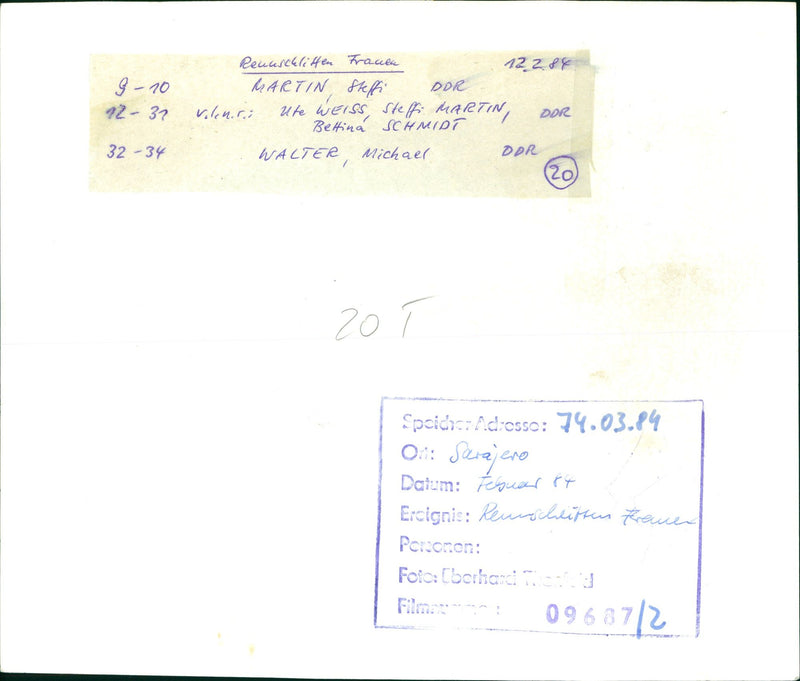 Rennschlitten Frauen 12.2.84
9-10 MARTIN, Steffi DDR
12-31 v.l.n.r.: Ute WEISS, Steffi MARTIN, DDR
Bettina SCHMIDT
32-34 WALTER, Michael DDR
20
20 T
Speicher-Adresse: 74.03.84
Ort: Sarajevo
Datum: Februar 84
Ereignis: Rennschlitten Frauen
Personen:
Foto: Eberhard
Filmnummer: 09687/2